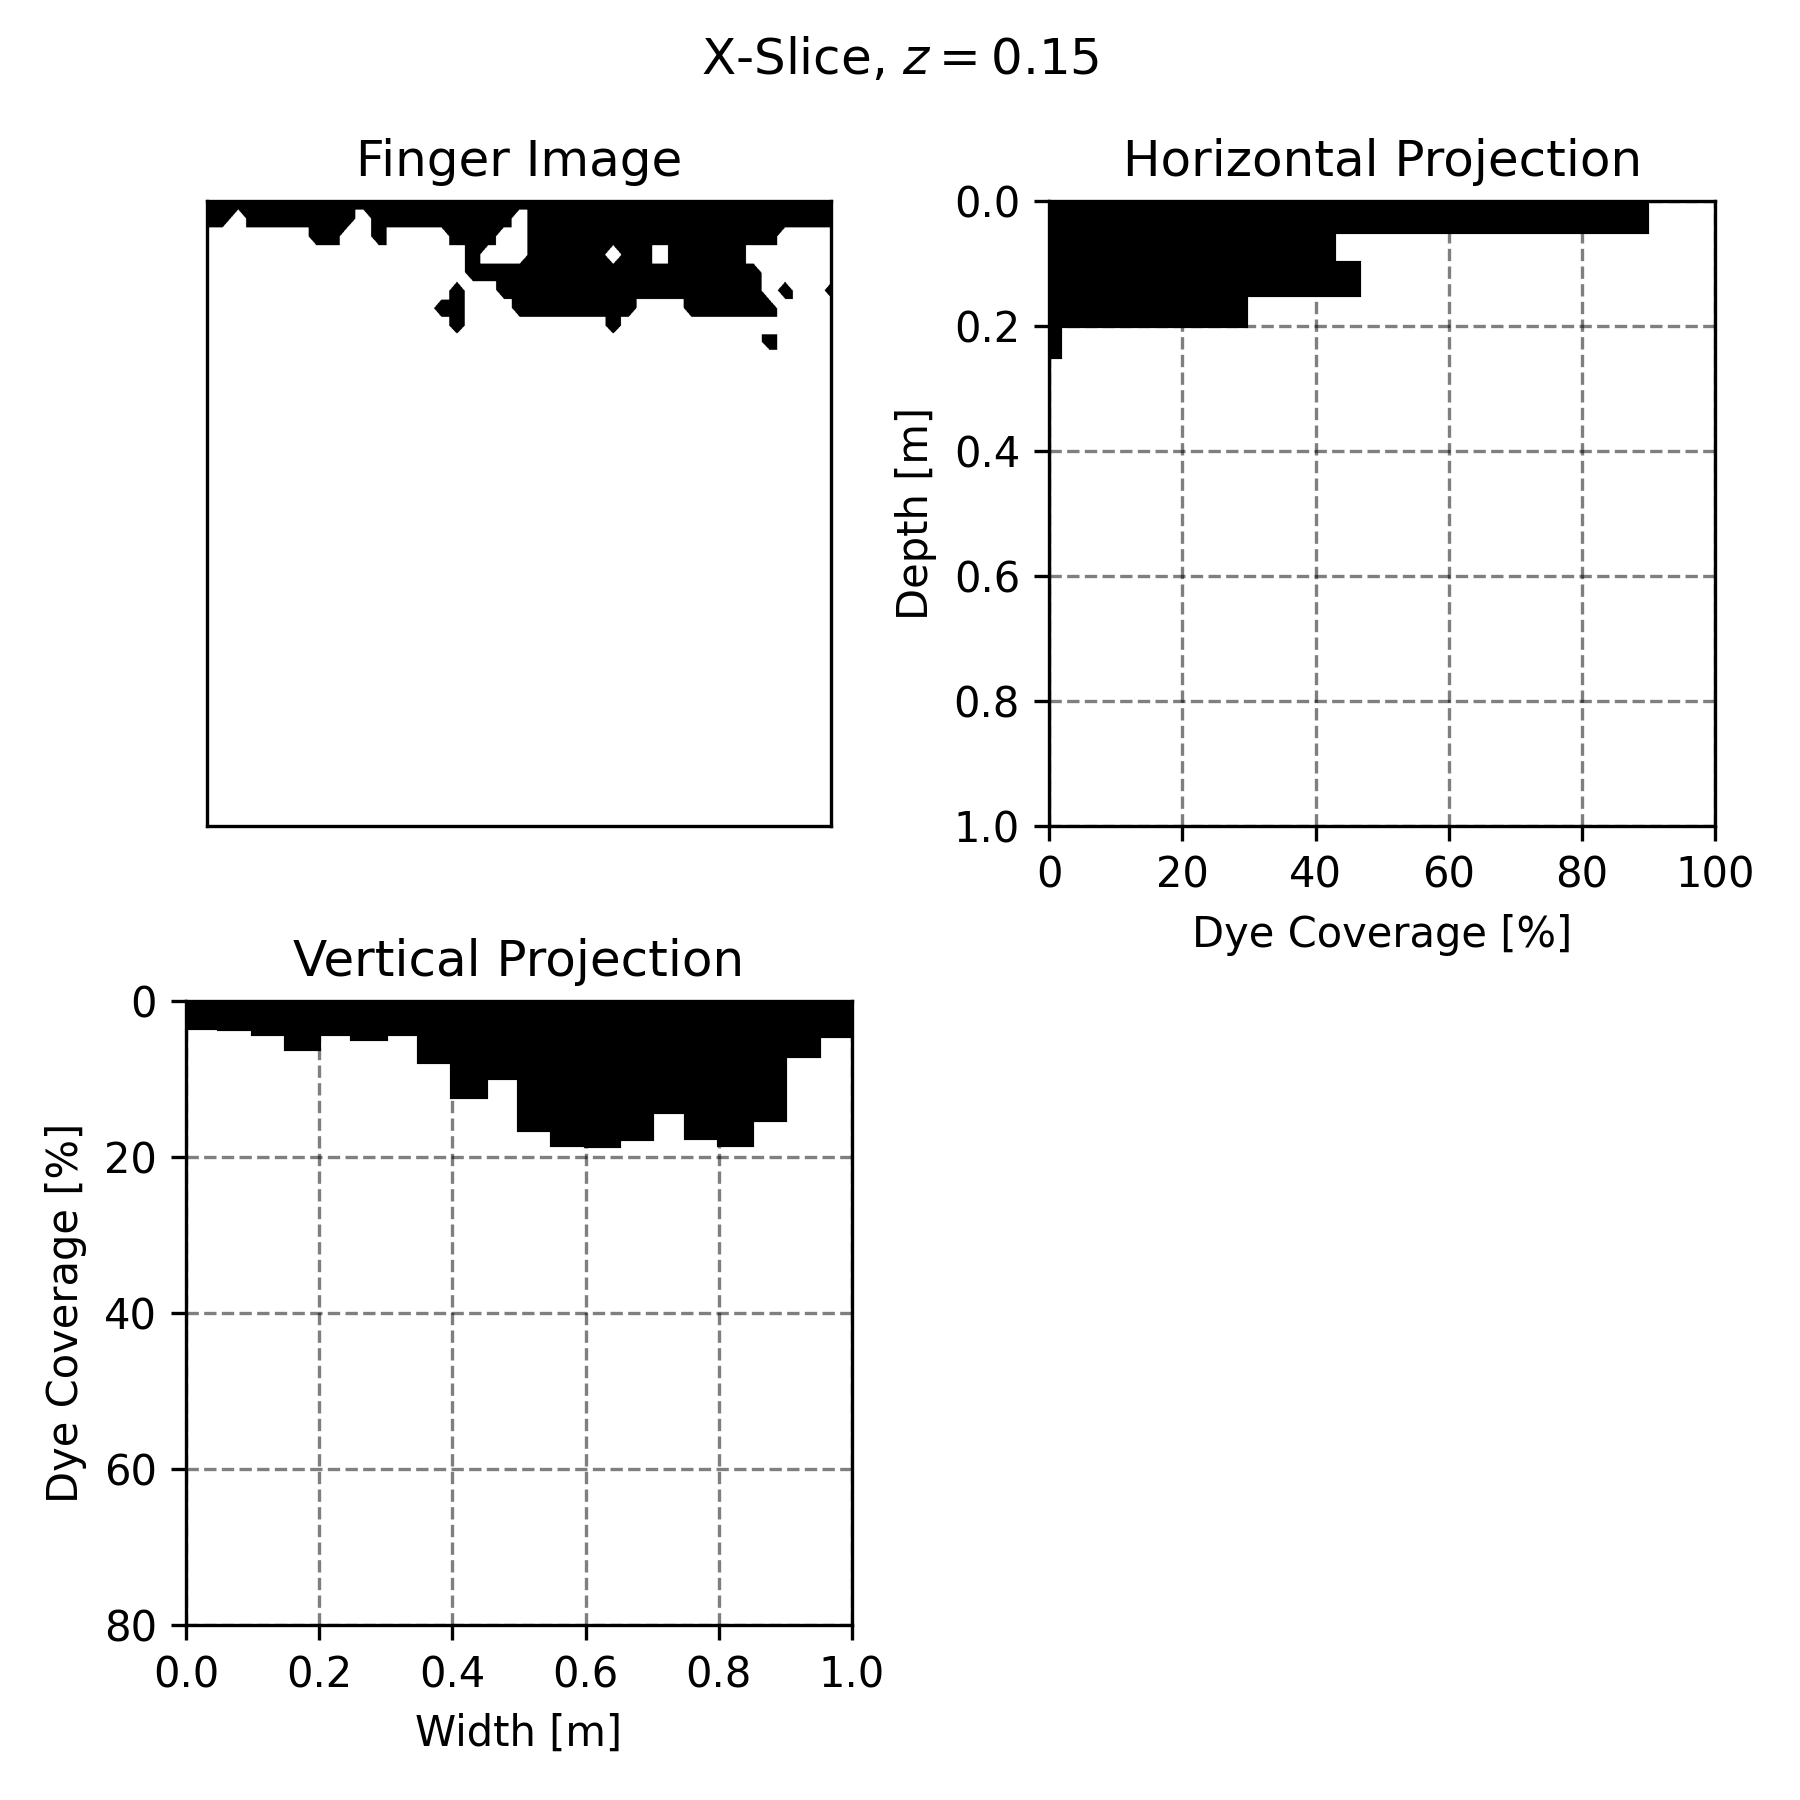 X-Slice, z = 0.15
Finger Image
Horizontal Projection
0.0
0.2
0.4
0.6
0.8
1.0
Depth [m]
0 20 40 60 80 100
Dye Coverage [%]
Vertical Projection
0
20
40
60
80
Dye Coverage [%]
0.0 0.2 0.4 0.6 0.8 1.0
Width [m]